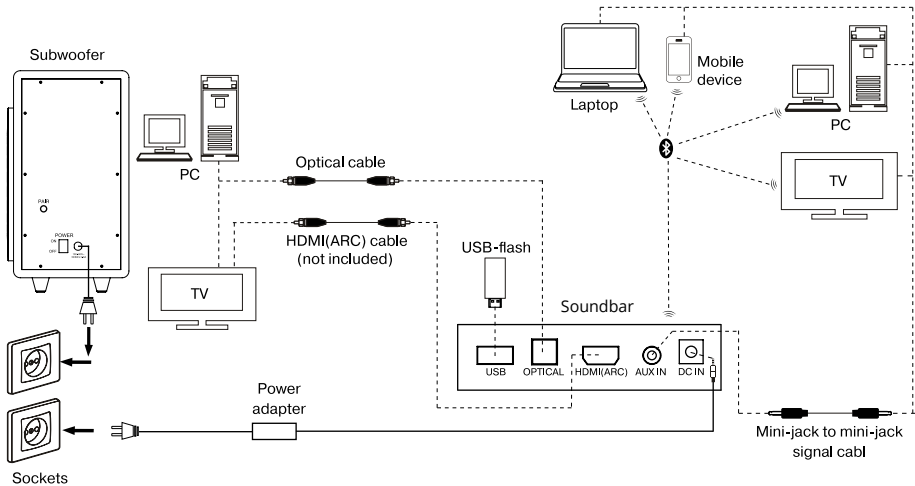 Subwoofer
PAIR
POWER
ON
OFF
PC
Optical cable
HDMI(ARC) cable
(not included)
TV
USB-flash
Laptop
Mobile
device
PC
TV
Soundbar
USB
OPTICAL
HDMI(ARC)
AUX IN
DC IN
Power
adapter
Mini-jack to mini-jack
signal cabl
Sockets